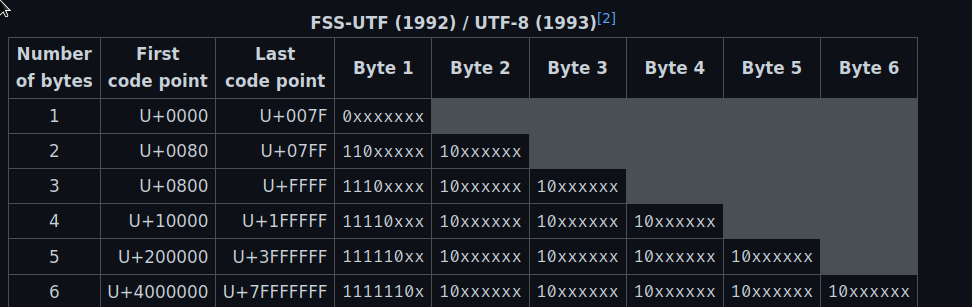 FSS-UTF (1992) / UTF-8 (1993)[2]
Number of bytes First code point Last code point Byte 1 Byte 2 Byte 3 Byte 4 Byte 5 Byte 6
1 U+0000 U+007F 0xxxxxxx
2 U+0080 U+07FF 110xxxxx 10xxxxxx
3 U+0800 U+FFFF 1110xxxx 10xxxxxx 10xxxxxx
4 U+10000 U+1FFFFF 11110xxx 10xxxxxx 10xxxxxx 10xxxxxx
5 U+200000 U+3FFFFFF 111110xx 10xxxxxx 10xxxxxx 10xxxxxx 10xxxxxx
6 U+4000000 U+7FFFFFFF 1111110x 10xxxxxx 10xxxxxx 10xxxxxx 10xxxxxx 10xxxxxx